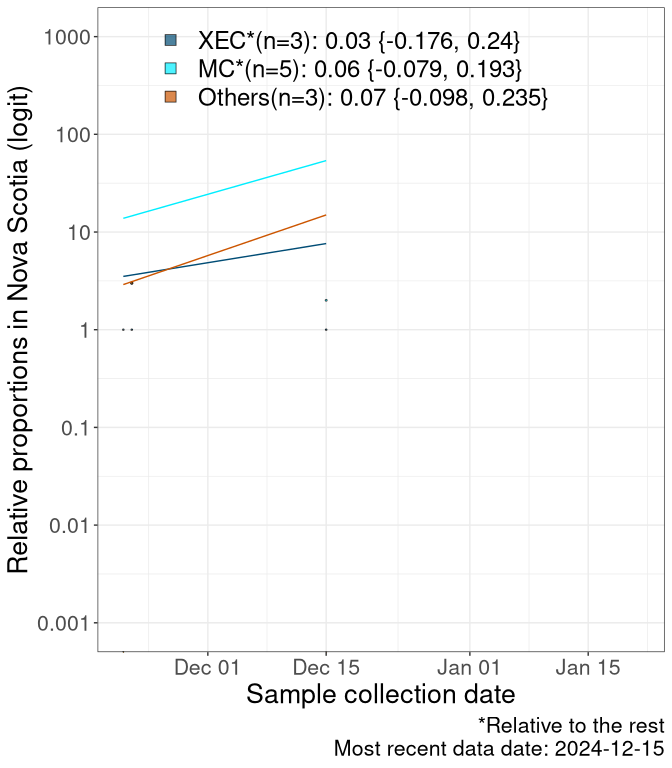 XEC*(n=3): 0.03 {-0.176, 0.24}
MC*(n=5): 0.06 {-0.079, 0.193}
Others(n=3): 0.07 {-0.098, 0.235}
Relative proportions in Nova Scotia (logit)
1000
100
10
1
0.1
0.01
0.001
Dec 01 Dec 15 Jan 01 Jan 15
Sample collection date
*Relative to the rest
Most recent data date: 2024-12-15